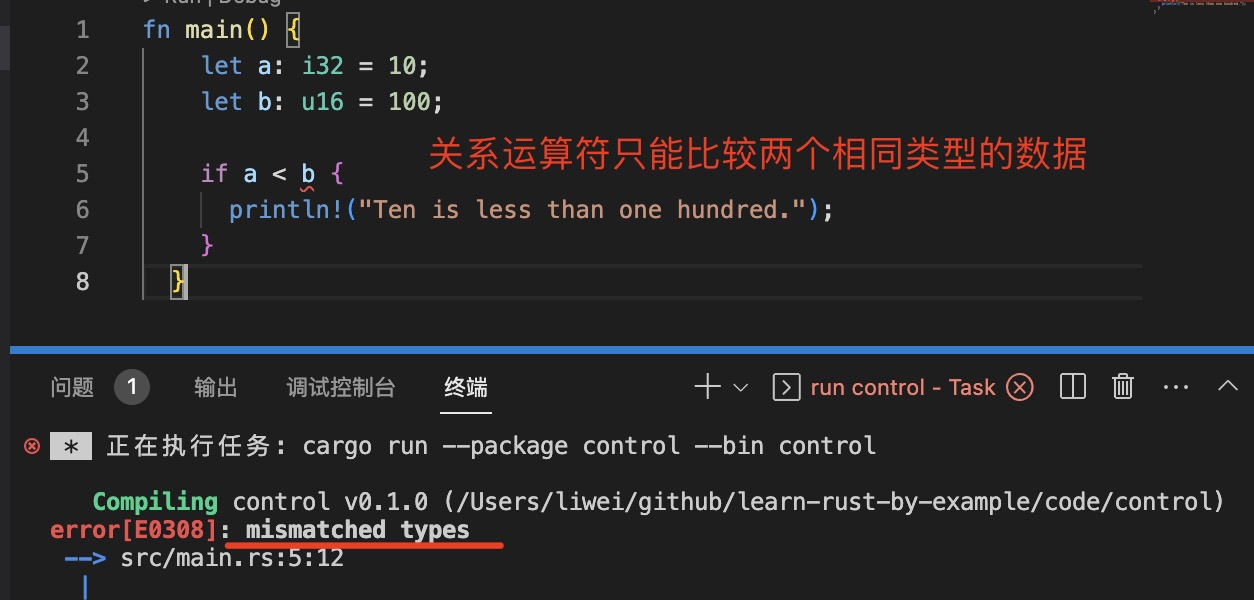 Run | Debug
1 fn main() {
2 let a: i32 = 10;
3 let b: u16 = 100;
4
关系运算符只能比较两个相同类型的数据
5 if a < b {
6 println!("Ten is less than one hundred.");
7 }
8 }
问题 1 输出 调试控制台 终端 run control - Task
* 正在执行任务: cargo run --package control --bin control
Compiling control v0.1.0 (/Users/liwei/github/learn-rust-by-example/code/control)
error[E0308]: mismatched types
--> src/main.rs:5:12
|